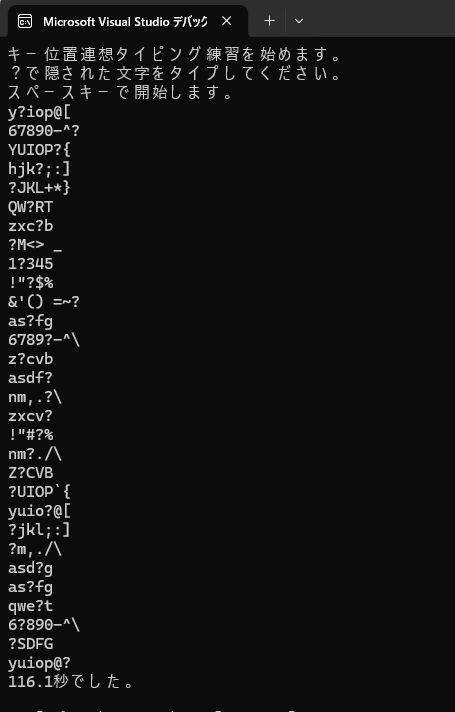 Microsoft Visual Studio デバッグ
キー位置連想タイピング練習を始めます。
?で隠された文字をタイプしてください。
スペースキーで開始します。
y?iop@[
67890-^?
YUIOP?{
hjk?;:]
?JKL+*}
QW?RT
zxc?b
?M<> _
1?345
!"?$%
&'() =~?
as?fg
6789?-^\
z?cvb
asdf?
nm,.?\
zxcv?
!"#?%
nm?./\
Z?CVB
?UIOP`{
yuio?@[
?jkl;:]
?m,./\
asd?g
as?fg
qwe?t
6?890-^\
?SDFG
yuiop@?
116.1秒でした。